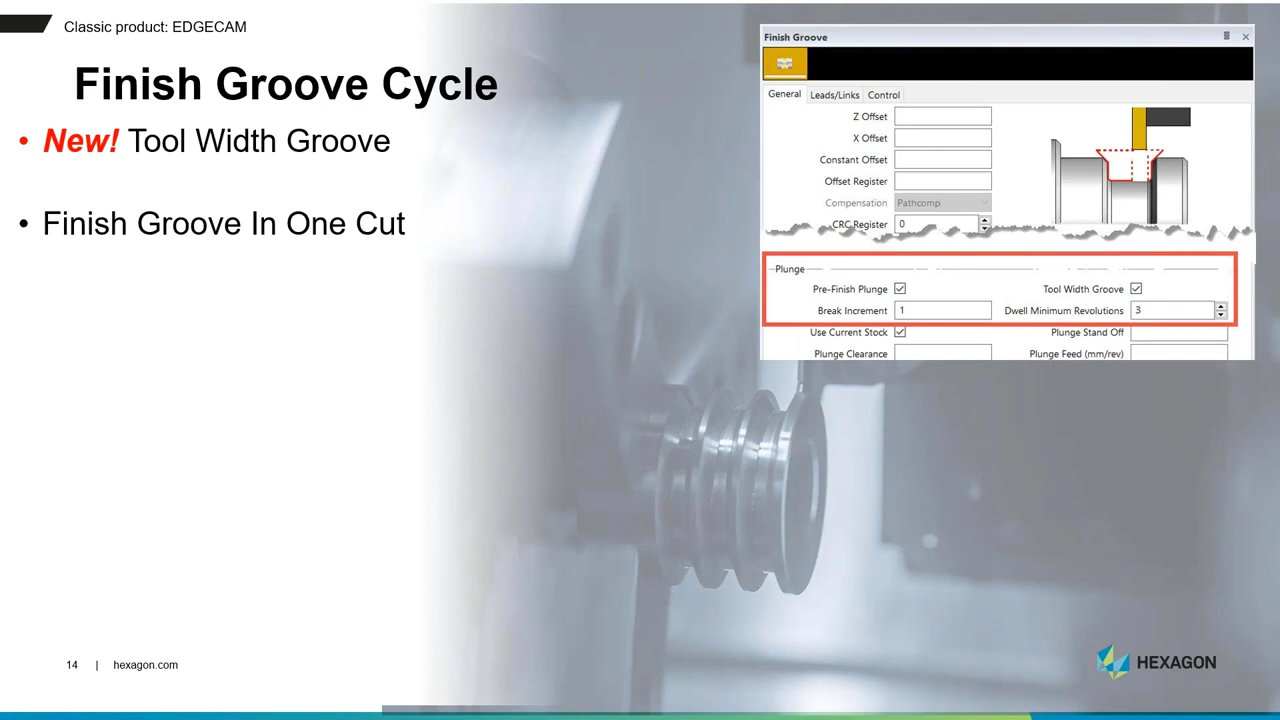 Classic product: EDGECAM
Finish Groove Cycle
• New! Tool Width Groove
• Finish Groove In One Cut
Finish Groove
General Leads/Links Control
Z Offset
X Offset
Constant Offset
Offset Register
Compensation Pathcomp
CRC Register 0
Plunge
Pre-Finish Plunge Tool Width Groove
Break Increment 1 Dwell Minimum Revolutions 3
Use Current Stock Plunge Stand Off
Plunge Clearance Plunge Feed (mm/rev)
14 | hexagon.com
HEXAGON